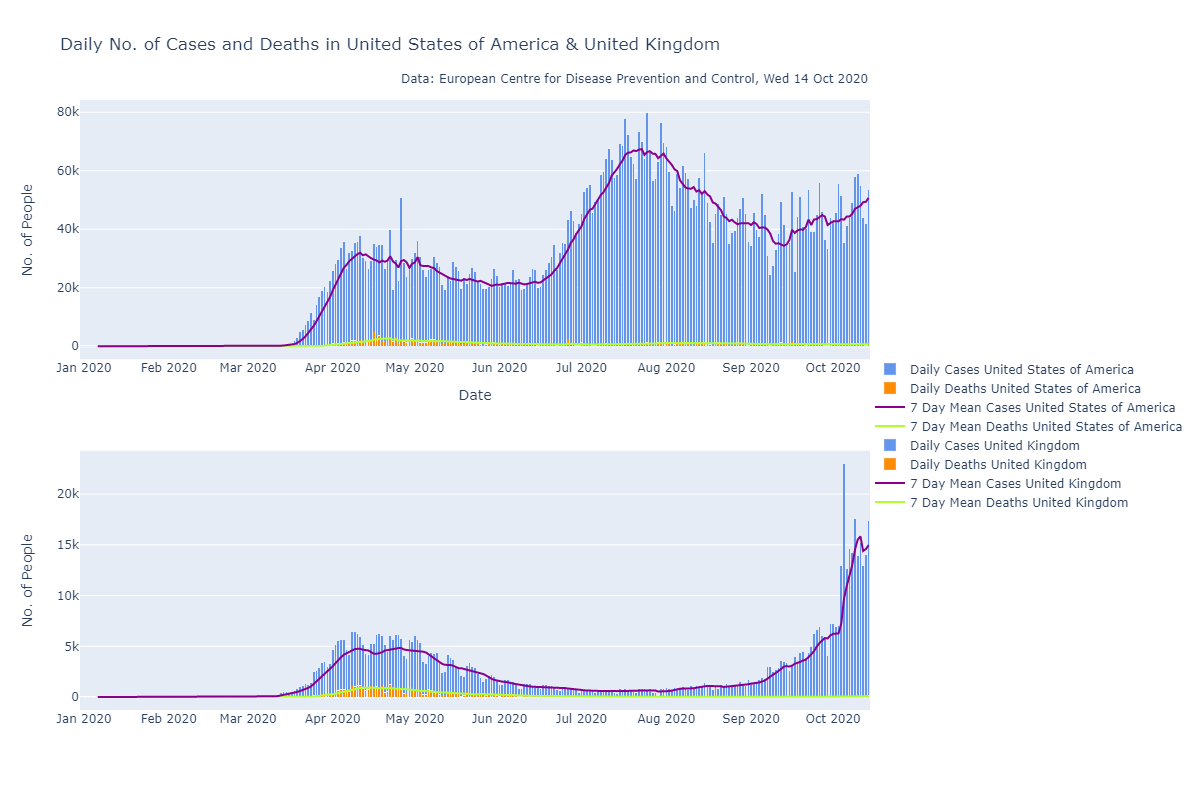 Daily No. of Cases and Deaths in United States of America & United Kingdom
Data: European Centre for Disease Prevention and Control, Wed 14 Oct 2020
80k
60k
40k
20k
0
No. of People
Jan 2020 Feb 2020 Mar 2020 Apr 2020 May 2020 Jun 2020 Jul 2020 Aug 2020 Sep 2020 Oct 2020
Date
Daily Cases United States of America
Daily Deaths United States of America
7 Day Mean Cases United States of America
7 Day Mean Deaths United States of America
Daily Cases United Kingdom
Daily Deaths United Kingdom
7 Day Mean Cases United Kingdom
7 Day Mean Deaths United Kingdom
20k
15k
10k
5k
0
No. of People
Jan 2020 Feb 2020 Mar 2020 Apr 2020 May 2020 Jun 2020 Jul 2020 Aug 2020 Sep 2020 Oct 2020